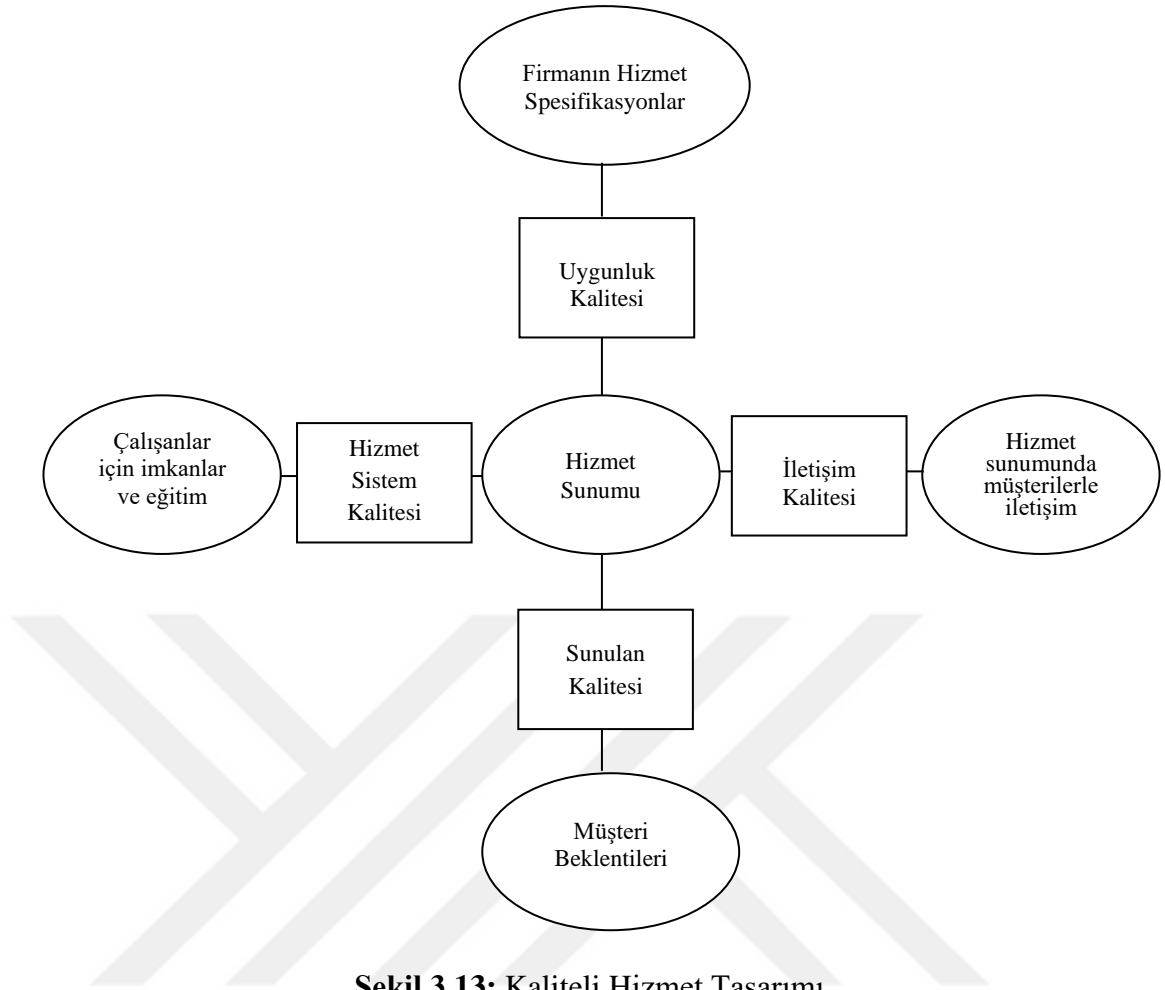 Firmanın Hizmet
Spesifikasyonlar
Uygunluk
Kalitesi
Çalışanlar
için imkanlar
ve eğitim
Hizmet
Sistem
Kalitesi
Hizmet
Sunumu
İletişim
Kalitesi
Hizmet
sunumunda
müşterilerle
iletişim
Sunulan
Kalitesi
Müşteri
Beklentileri
Şekil 3.13: Kaliteli Hizmet Tasarımı